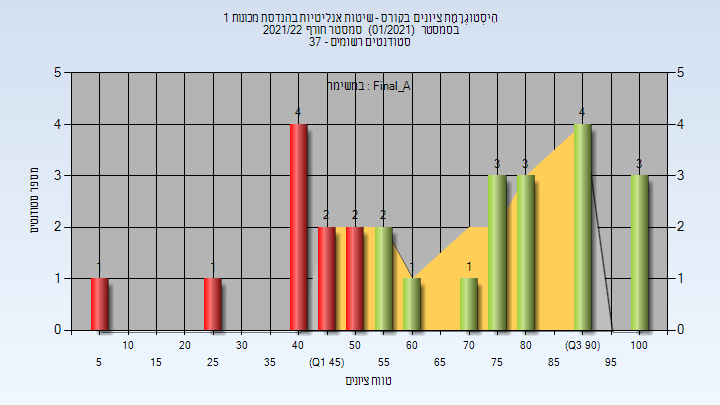 היסטוגרמת ציונים בקורס - שיטות אנליטיות בהנדסת מכונות 1
בסמסטר (01/2021) סמסטר חורף 2021/22
סטודנטים רשומים - 37
במשימה : Final_A
5 5
4 4
3 3
2 2
1 1
0 0
1 1 4 2 2 2 1 1 3 3 4 3
מספר סטודנטים
10 20 30 40 50 60 70 80 (Q3 90) 100
5 15 25 35 (Q1 45) 55 65 75 85 95
טווח ציונים